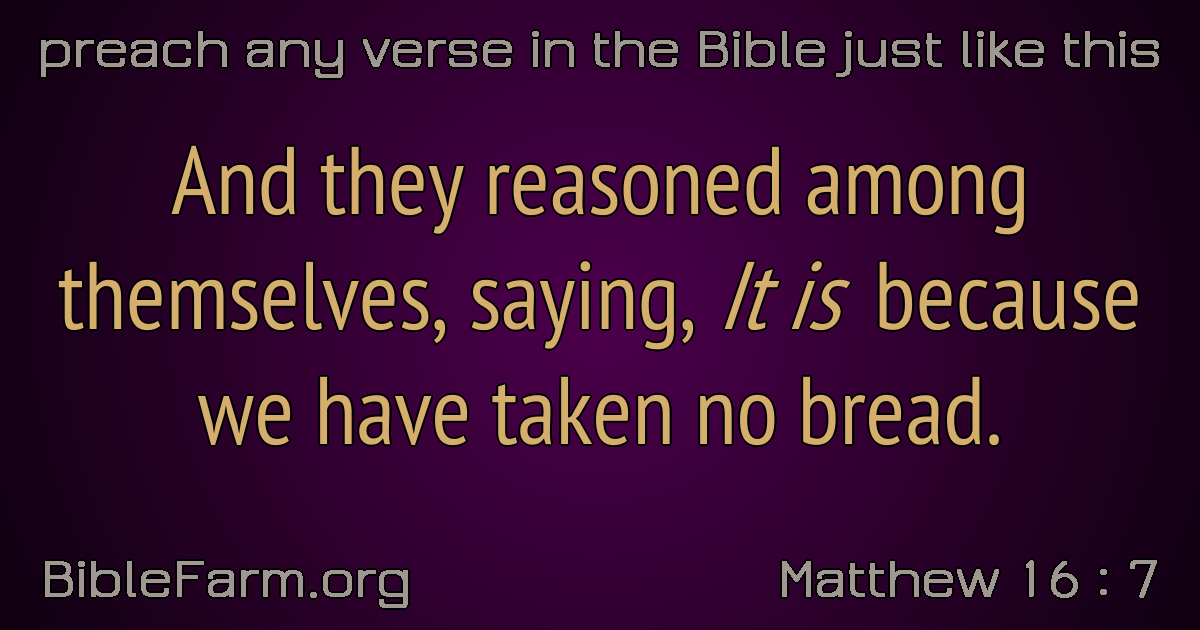 preach any verse in the Bible just like this
And they reasoned among
themselves, saying, It is because
we have taken no bread.
BibleFarm.org
Matthew 16 : 7